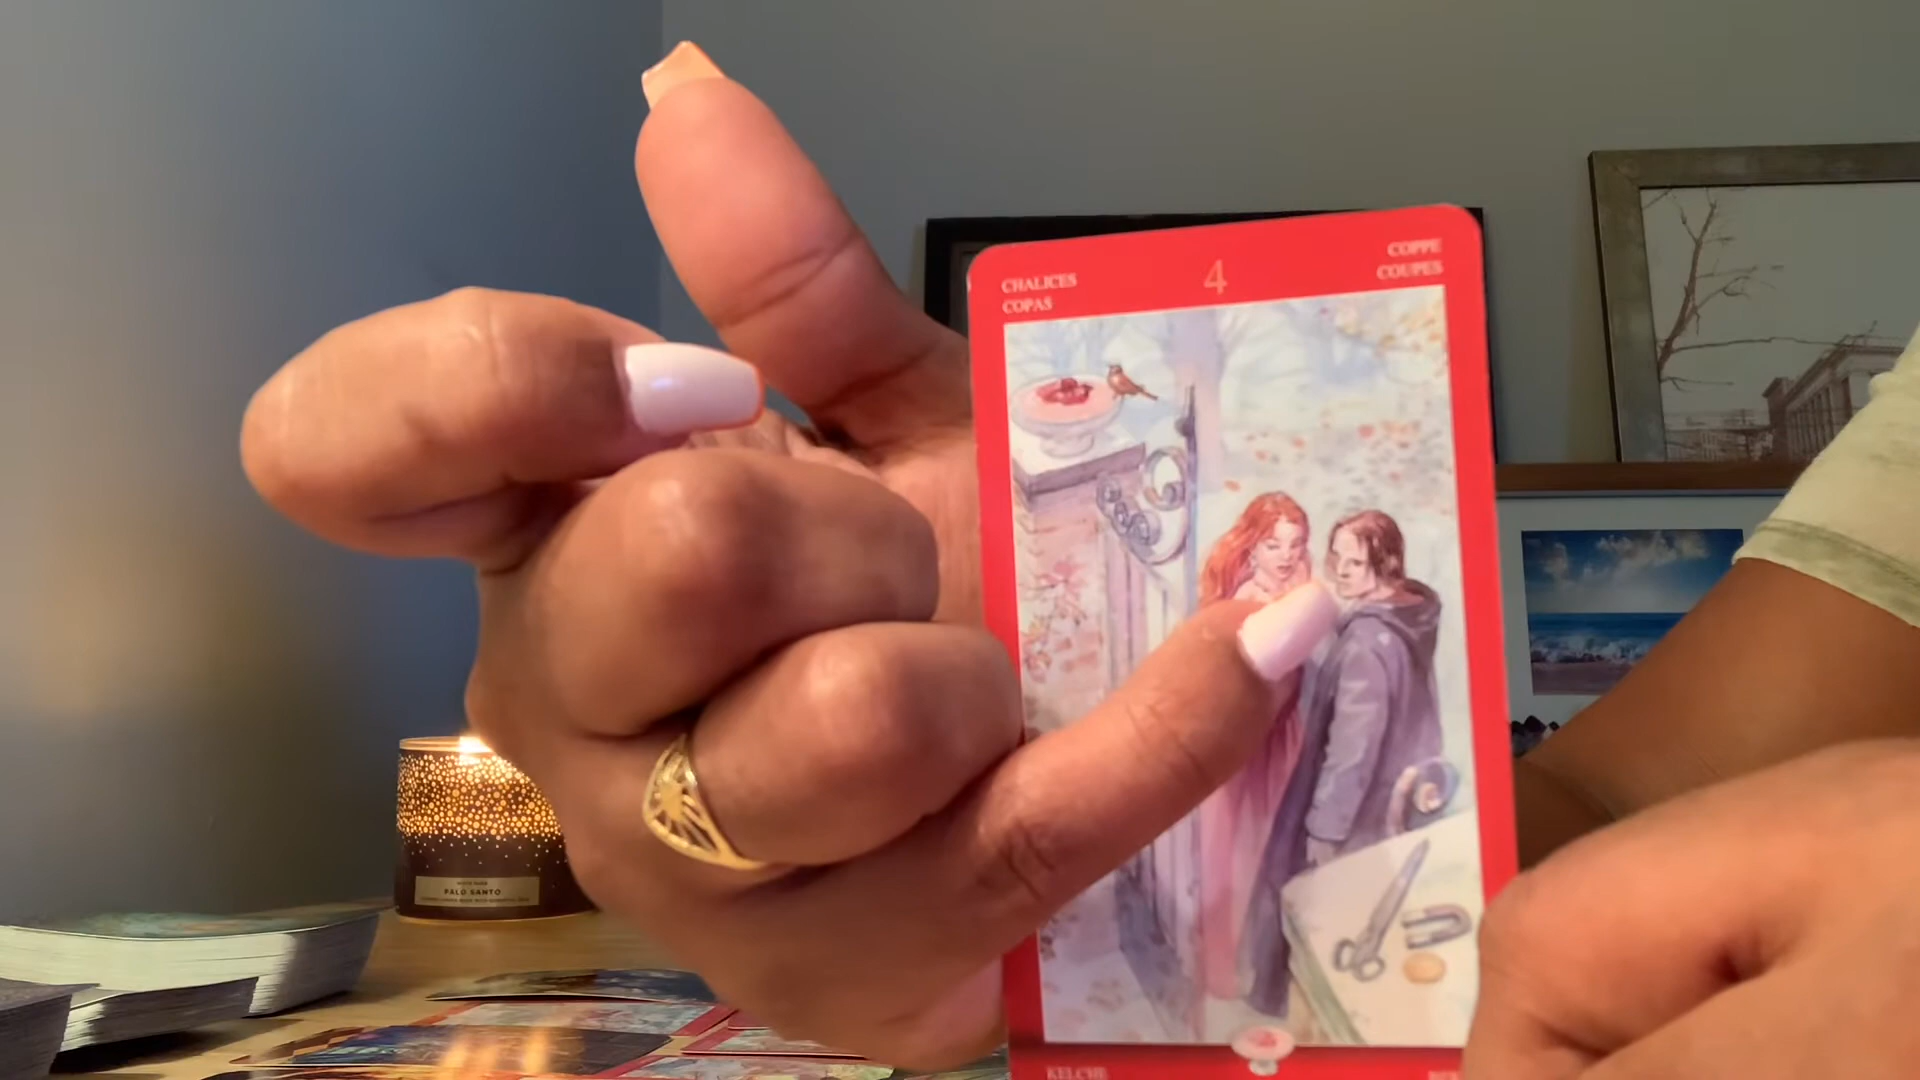 CHALICES
COPAS
4
COPPE
COUPES
KELCHE
PALO SANTO